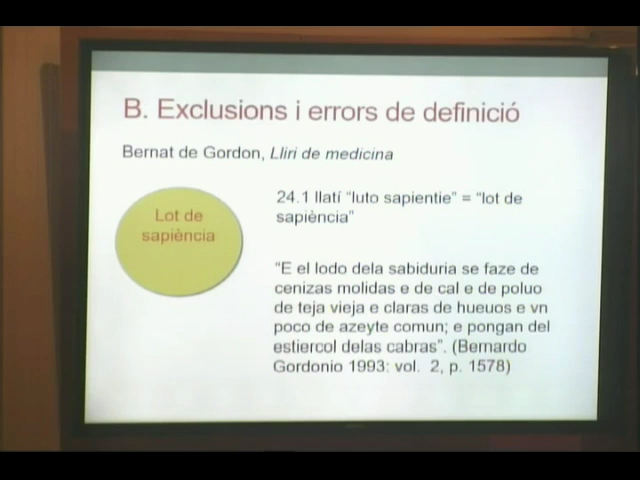 B. Exclusions i errors de definició
Bernat de Gordon, Lliri de medicina
Lot de
sapiència
24.1 llatí “luto sapientie” = “lot de
sapiència”
“E el lodo dela sabiduria se faze de
cenizas molidas e de cal e de poluo
de teja vieja e claras de hueuos e vn
poco de azeyte comun; e pongan del
estiercol delas cabras”. (Bernardo
Gordonio 1993: vol. 2, p. 1578)